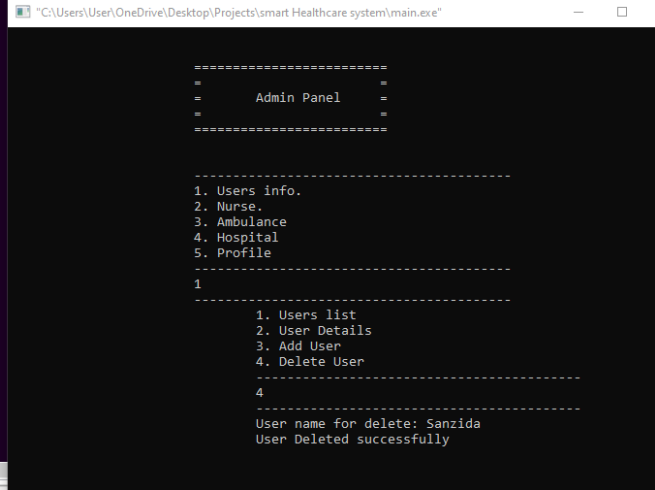 "C:\Users\User\OneDrive\Desktop\Projects\smart Healthcare system\main.exe"
=========================
= =
= Admin Panel =
= =
=========================
-----------------------------------------
1. Users info.
2. Nurse.
3. Ambulance
4. Hospital
5. Profile
-----------------------------------------
1
-----------------------------------------
1. Users list
2. User Details
3. Add User
4. Delete User
------------------------------------------
4
------------------------------------------
User name for delete: Sanzida
User Deleted successfully